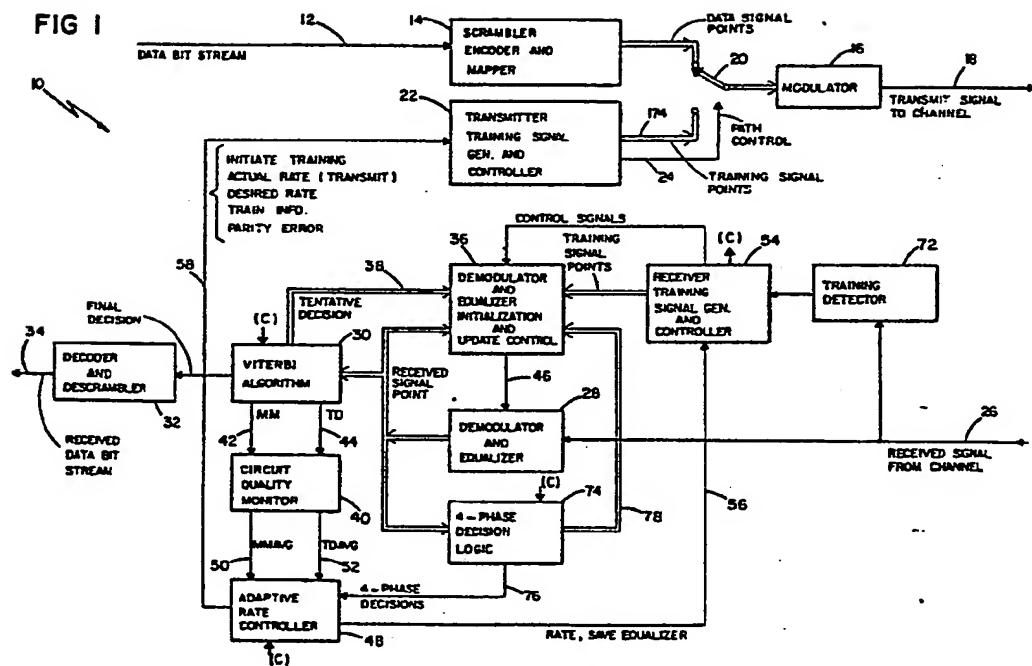 FIG 1
12
DATA BIT STREAM
14
SCRAMBLER
ENCODER AND
MAPPER
DATA SIGNAL
POINTS
20
16
MODULATOR
18
TRANSMIT SIGNAL
TO CHANNEL
10
22
TRANSMITTER
TRAINING SIGNAL
GEN. AND
CONTROLLER
174
24
PATH
CONTROL
TRAINING SIGNAL
POINTS
INITIATE TRAINING
ACTUAL RATE (TRANSMIT)
DESIRED RATE
TRAIN INFO.
PARITY ERROR
58
CONTROL SIGNALS
36
TRAINING
SIGNAL
POINTS
(C)
54
72
38
TENTATIVE
DECISION
DEMODULATOR
AND
EQUALIZER
INITIALIZATION
AND
UPDATE CONTROL
RECEIVER
TRAINING
SIGNAL GEN.
AND
CONTROLLER
TRAINING
DETECTOR
FINAL
DECISION
(C)
30
34
DECODER
AND
DESCRAMBLER
32
VITERBI
ALGORITHM
RECEIVED
SIGNAL
POINT
46
28
RECEIVED
DATA BIT
STREAM
MM
TD
42
44
DEMODULATOR
AND
EQUALIZER
26
RECEIVED SIGNAL
FROM CHANNEL
CIRCUIT
QUALITY
MONITOR
40
(C)
74
4-PHASE
DECISION
LOGIC
78
56
MMAVG
TDAVG
50
52
76
4-PHASE
DECISIONS
ADAPTIVE
RATE
CONTROLLER
48
RATE, SAVE EQUALIZER
(C)